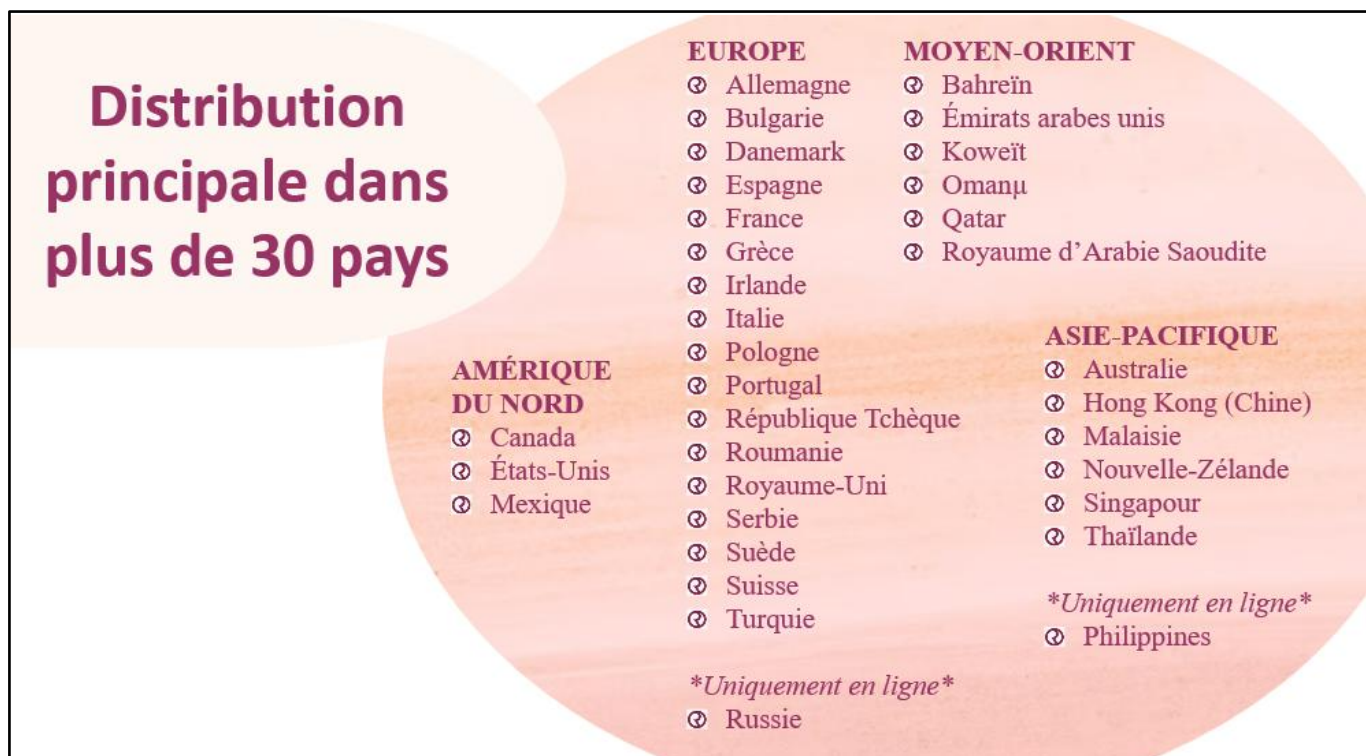 Distribution
principale dans
plus de 30 pays
AMÉRIQUE
DU NORD
Canada
États-Unis
Mexique
EUROPE
Allemagne
Bulgarie
Danemark
Espagne
France
Grèce
Irlande
Italie
Pologne
Portugal
République Tchèque
Roumanie
Royaume-Uni
Serbie
Suède
Suisse
Turquie
*Uniquement en ligne*
Russie
MOYEN-ORIENT
Bahreïn
Émirats arabes unis
Koweït
Omanµ
Qatar
Royaume d’Arabie Saoudite
ASIE-PACIFIQUE
Australie
Hong Kong (Chine)
Malaisie
Nouvelle-Zélande
Singapour
Thaïlande
*Uniquement en ligne*
Philippines